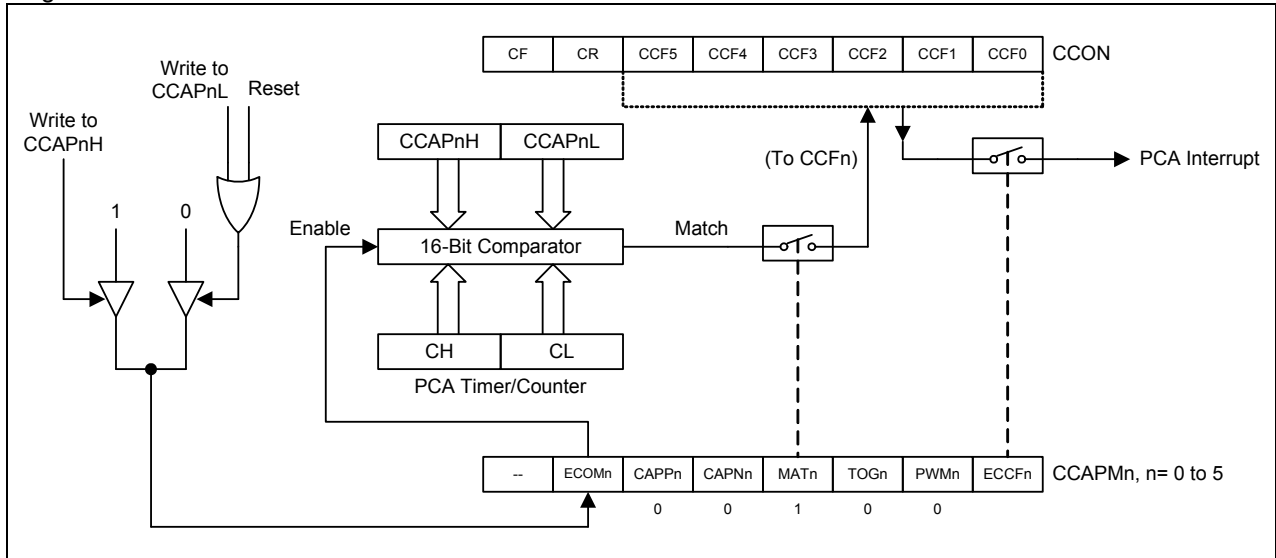 CF CR CCF5 CCF4 CCF3 CCF2 CCF1 CCF0 CCON
Write to
CCAPnL
Reset
Write to
CCAPnH
CCAPnH CCAPnL
(To CCFn)
PCA Interrupt
1 0
Enable
16-Bit Comparator
Match
CH CL
PCA Timer/Counter
-- ECOMn CAPPn CAPNn MATn TOGn PWMn ECCFn CCAPMn, n= 0 to 5
0 0 1 0 0